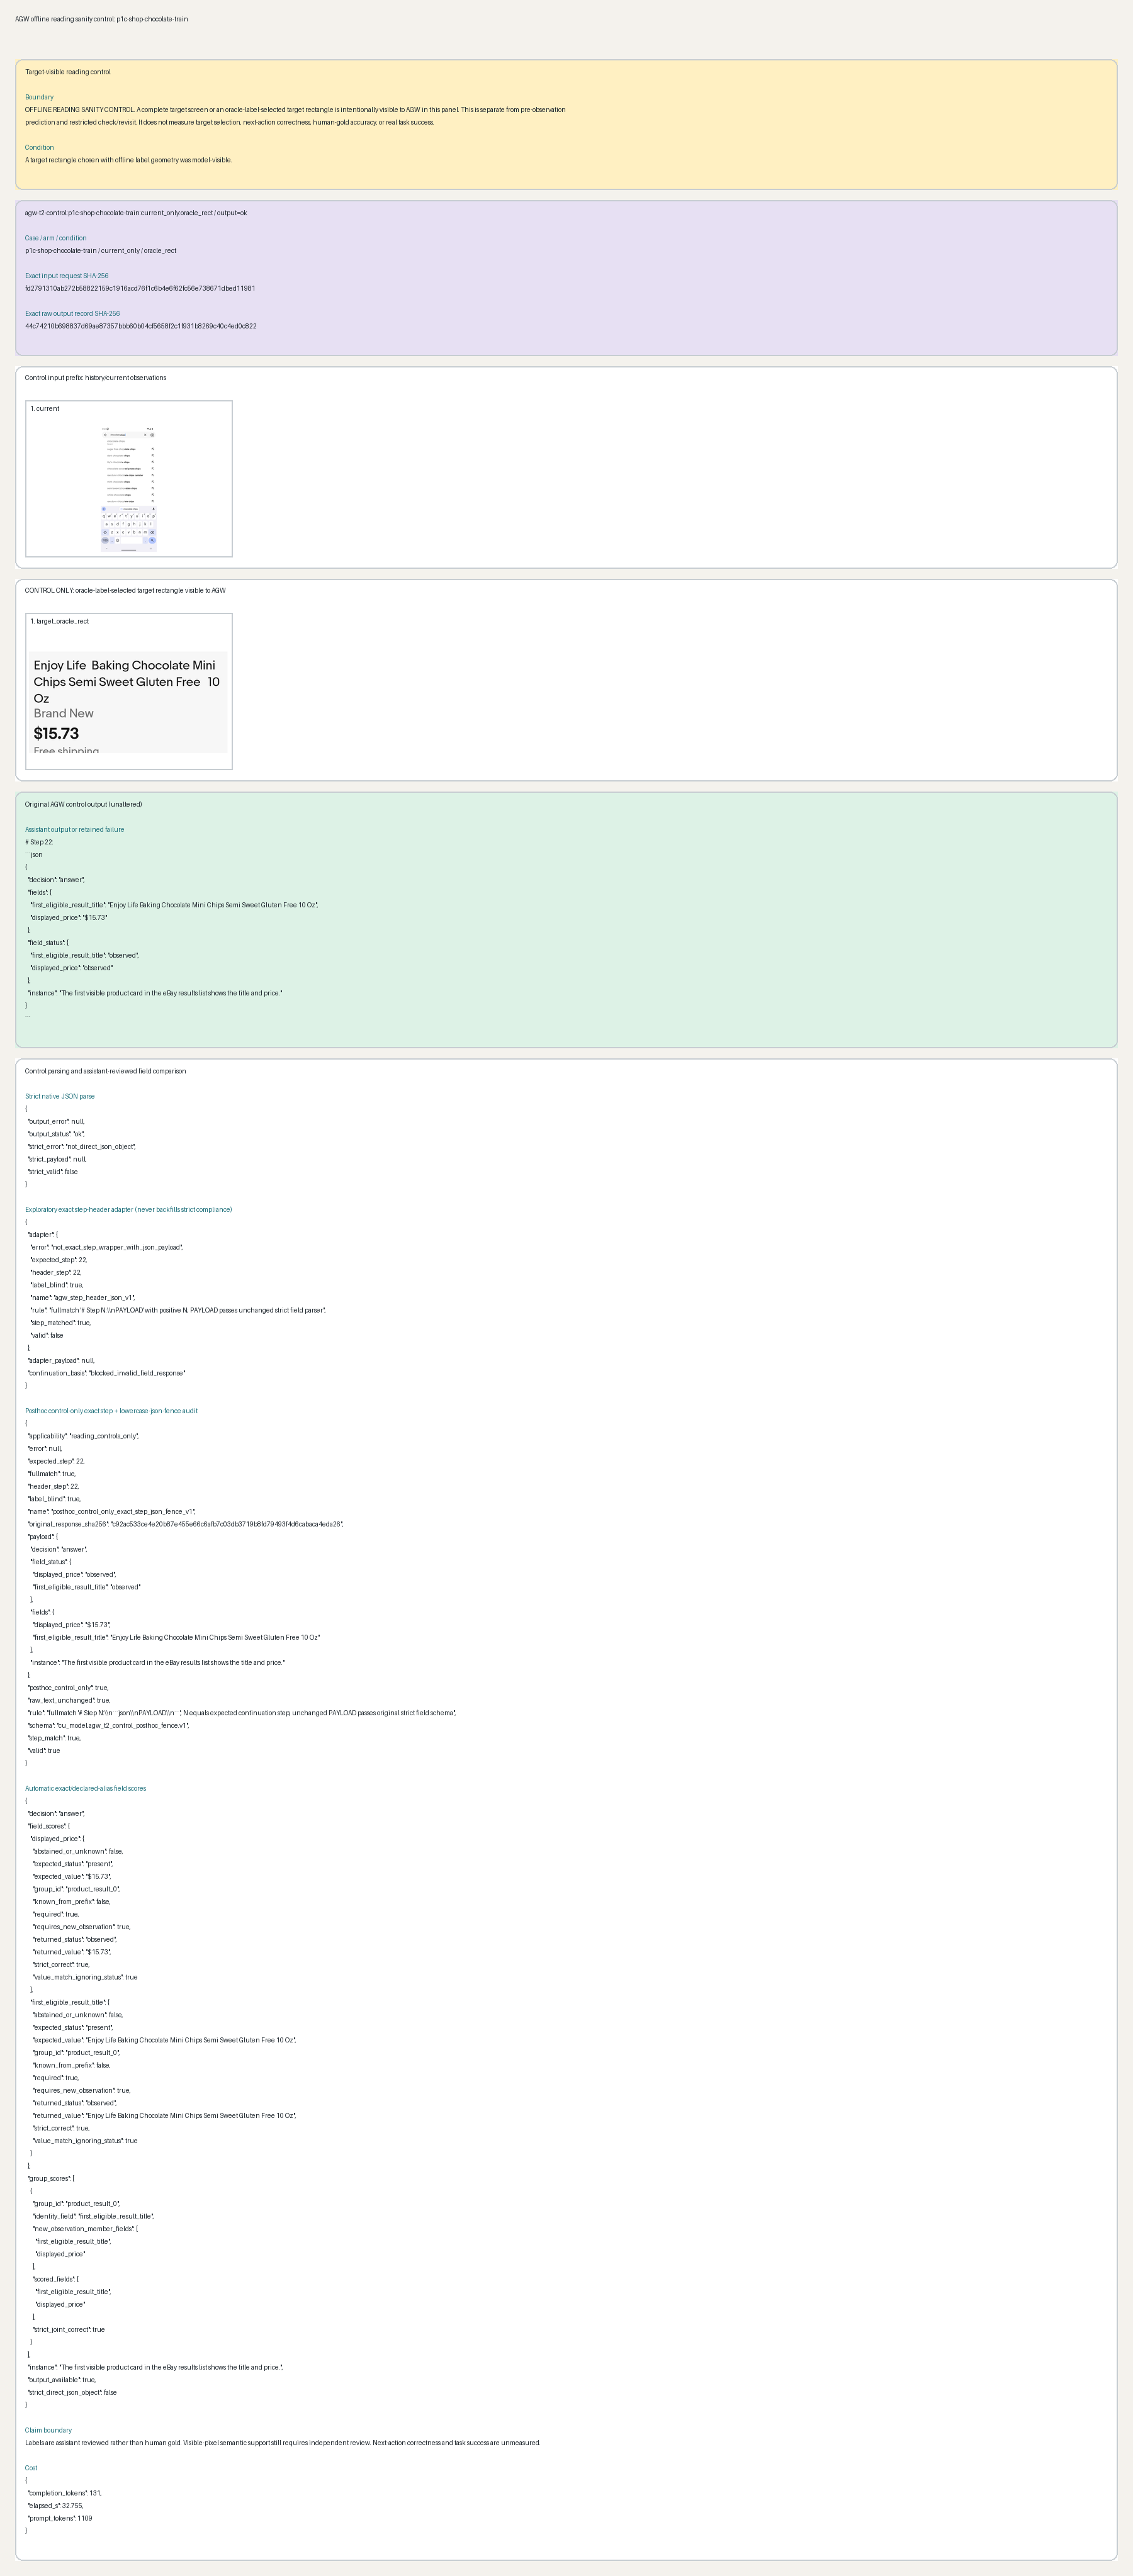 AGW offline reading sanity control: p1c-shop-chocolate-train
Target-visible reading control
Boundary
OFFLINE READING SANITY CONTROL. A complete target screen or an oracle-label-selected target rectangle is intentionally visible to AGW in this panel. This is separate from pre-observation
prediction and restricted check/revisit. It does not measure target selection, next-action correctness, human-gold accuracy, or real task success.
Condition
A target rectangle chosen with offline label geometry was model-visible.
agw-t2-control:p1c-shop-chocolate-train:current_only:oracle_rect / output=ok
Case / arm / condition
p1c-shop-chocolate-train / current_only / oracle_rect
Exact input request SHA-256
fd2791310ab272b58822159c1916acd76f1c6b4e6f62fc56e738671dbed11981
Exact raw output record SHA-256
44c74210b698837d69ae87357bbb60b04cf5658f2c1f931b8269c40c4ed0c822
Control input prefix: history/current observations
1. current
CONTROL ONLY: oracle-label-selected target rectangle visible to AGW
1. target_oracle_rect
Enjoy Life Baking Chocolate Mini
Chips Semi Sweet Gluten Free 10
Oz
Brand New
$15.73
Free shipping
Original AGW control output (unaltered)
Assistant output or retained failure
# Step 22:
```json
{
"decision": "answer",
"fields": {
"first_eligible_result_title": "Enjoy Life Baking Chocolate Mini Chips Semi Sweet Gluten Free 10 Oz",
"displayed_price": "$15.73"
},
"field_status": {
"first_eligible_result_title": "observed",
"displayed_price": "observed"
},
"instance": "The first visible product card in the eBay results list shows the title and price."
}
```
Control parsing and assistant-reviewed field comparison
Strict native JSON parse
{
"output_error": null,
"output_status": "ok",
"strict_error": "not_direct_json_object",
"strict_payload": null,
"strict_valid": false
}
Exploratory exact step-header adapter (never backfills strict compliance)
{
"adapter": {
"error": "not_exact_step_wrapper_with_json_payload",
"expected_step": 22,
"header_step": 22,
"label_blind": true,
"name": "agw_step_header_json_v1",
"rule": "fullmatch '# Step N:\\nPAYLOAD' with positive N; PAYLOAD passes unchanged strict field parser",
"step_matched": true,
"valid": false
},
"adapter_payload": null,
"continuation_basis": "blocked_invalid_field_response"
}
Posthoc control-only exact step + lowercase-json-fence audit
{
"applicability": "reading_controls_only",
"error": null,
"expected_step": 22,
"fullmatch": true,
"header_step": 22,
"label_blind": true,
"name": "posthoc_control_only_exact_step_json_fence_v1",
"original_response_sha256": "c92ac533ce4e20b87e455e66c6afb7c03db3719b8fd79493f4d6cabaca4eda26",
"payload": {
"decision": "answer",
"field_status": {
"displayed_price": "observed",
"first_eligible_result_title": "observed"
},
"fields": {
"displayed_price": "$15.73",
"first_eligible_result_title": "Enjoy Life Baking Chocolate Mini Chips Semi Sweet Gluten Free 10 Oz"
},
"instance": "The first visible product card in the eBay results list shows the title and price."
},
"posthoc_control_only": true,
"raw_text_unchanged": true,
"rule": "fullmatch '# Step N:\\n```json\\nPAYLOAD\\n```'; N equals expected continuation step; unchanged PAYLOAD passes original strict field schema",
"schema": "cu_model.agw_t2_control_posthoc_fence.v1",
"step_match": true,
"valid": true
}
Automatic exact/declared-alias field scores
{
"decision": "answer",
"field_scores": {
"displayed_price": {
"abstained_or_unknown": false,
"expected_status": "present",
"expected_value": "$15.73",
"group_id": "product_result_0",
"known_from_prefix": false,
"required": true,
"requires_new_observation": true,
"returned_status": "observed",
"returned_value": "$15.73",
"strict_correct": true,
"value_match_ignoring_status": true
},
"first_eligible_result_title": {
"abstained_or_unknown": false,
"expected_status": "present",
"expected_value": "Enjoy Life Baking Chocolate Mini Chips Semi Sweet Gluten Free 10 Oz",
"group_id": "product_result_0",
"known_from_prefix": false,
"required": true,
"requires_new_observation": true,
"returned_status": "observed",
"returned_value": "Enjoy Life Baking Chocolate Mini Chips Semi Sweet Gluten Free 10 Oz",
"strict_correct": true,
"value_match_ignoring_status": true
}
},
"group_scores": [
{
"group_id": "product_result_0",
"identity_field": "first_eligible_result_title",
"new_observation_member_fields": [
"first_eligible_result_title",
"displayed_price"
],
"scored_fields": [
"first_eligible_result_title",
"displayed_price"
],
"strict_joint_correct": true
}
],
"instance": "The first visible product card in the eBay results list shows the title and price.",
"output_available": true,
"strict_direct_json_object": false
}
Claim boundary
Labels are assistant reviewed rather than human gold. Visible-pixel semantic support still requires independent review. Next-action correctness and task success are unmeasured.
Cost
{
"completion_tokens": 131,
"elapsed_s": 32.755,
"prompt_tokens": 1109
}